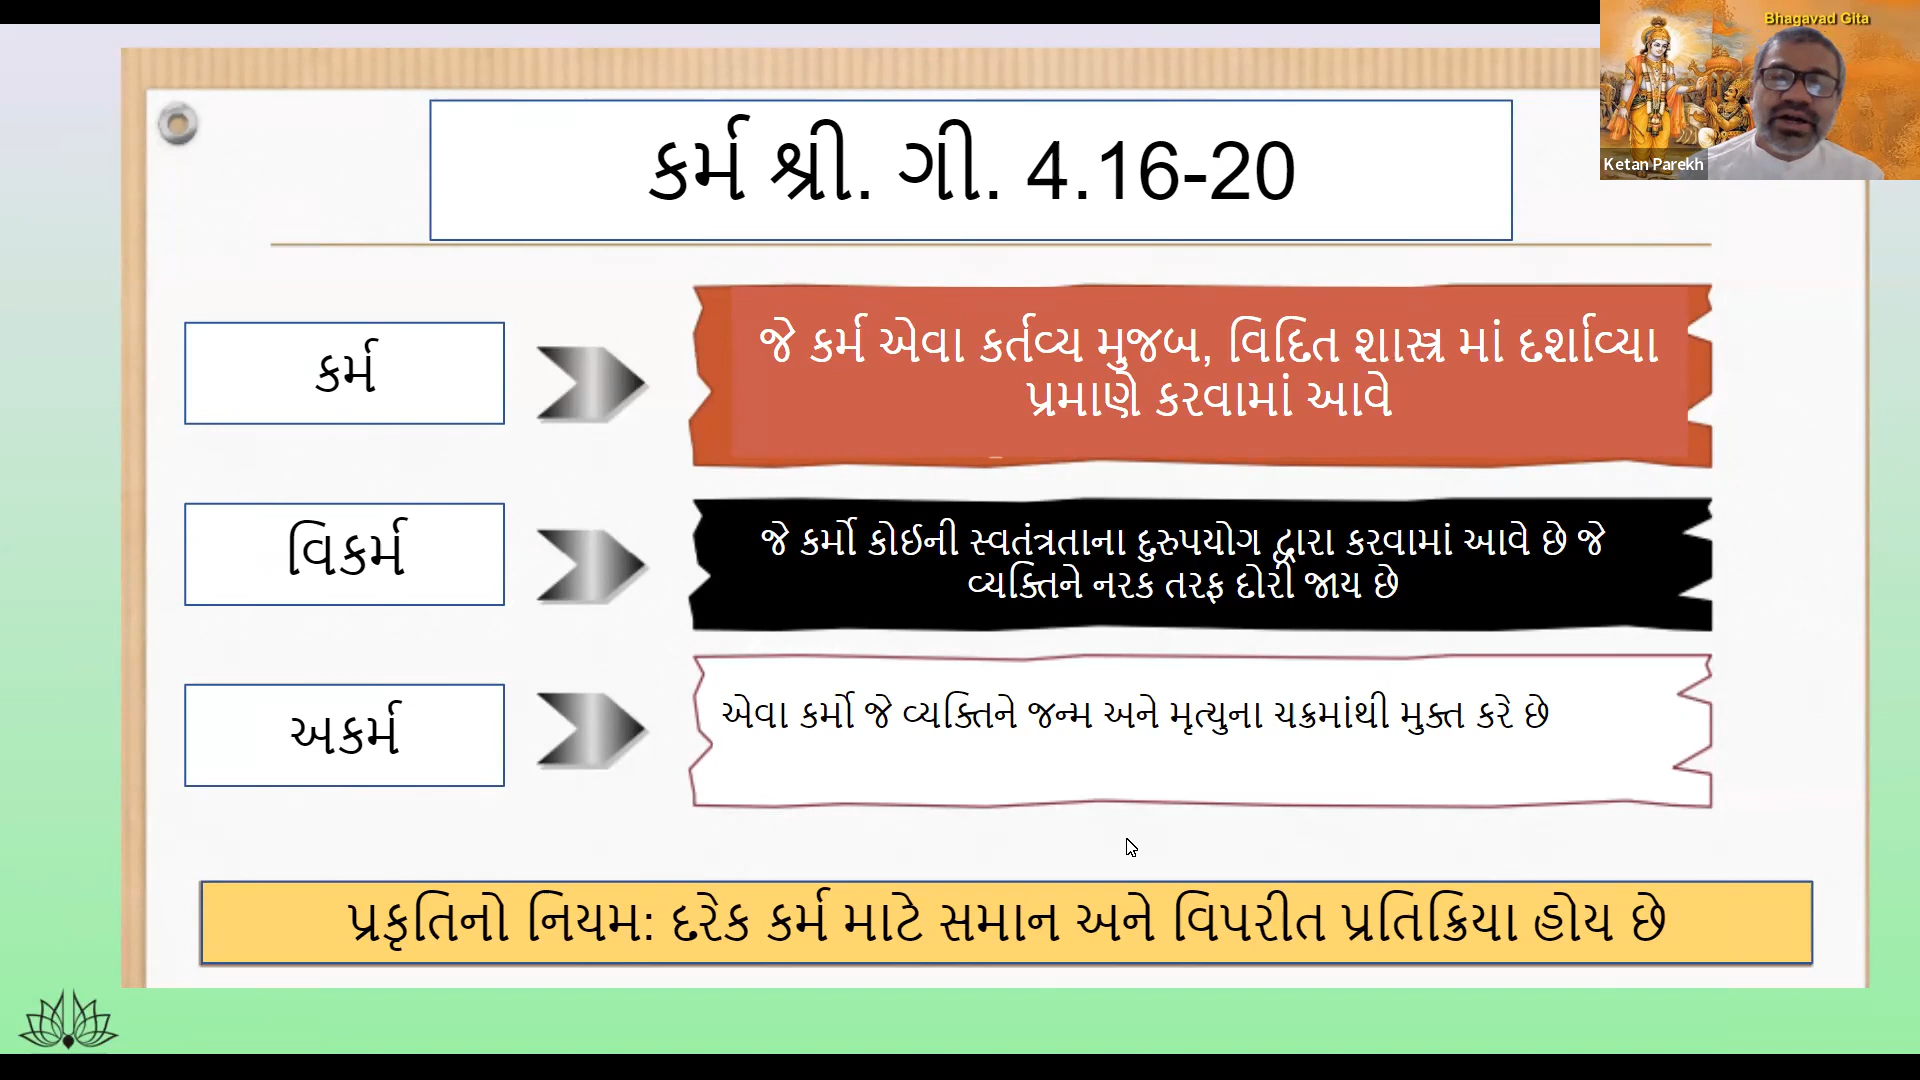 Bhagavad Gita
Ketan Parekh
કર્મ શ્રી. ગી. 4.16-20
કર્મ
જે કર્મ એવા કર્તવ્ય મુજબ, વિદિત શાસ્ત્ર માં દર્શાવ્યા
પ્રમાણે કરવામાં આવે
વિકર્મ
જે કર્મો કોઈની સ્વતંત્રતાના દુરુપયોગ દ્વારા કરવામાં આવે છે જે
વ્યક્તિને નરક તરફ દોરી જાય છે
અકર્મ
એવા કર્મો જે વ્યક્તિને જન્મ અને મૃત્યુના ચક્રમાંથી મુક્ત કરે છે
પ્રકૃતિનો નિયમ: દરેક કર્મ માટે સમાન અને વિપરીત પ્રતિક્રિયા હોય છે